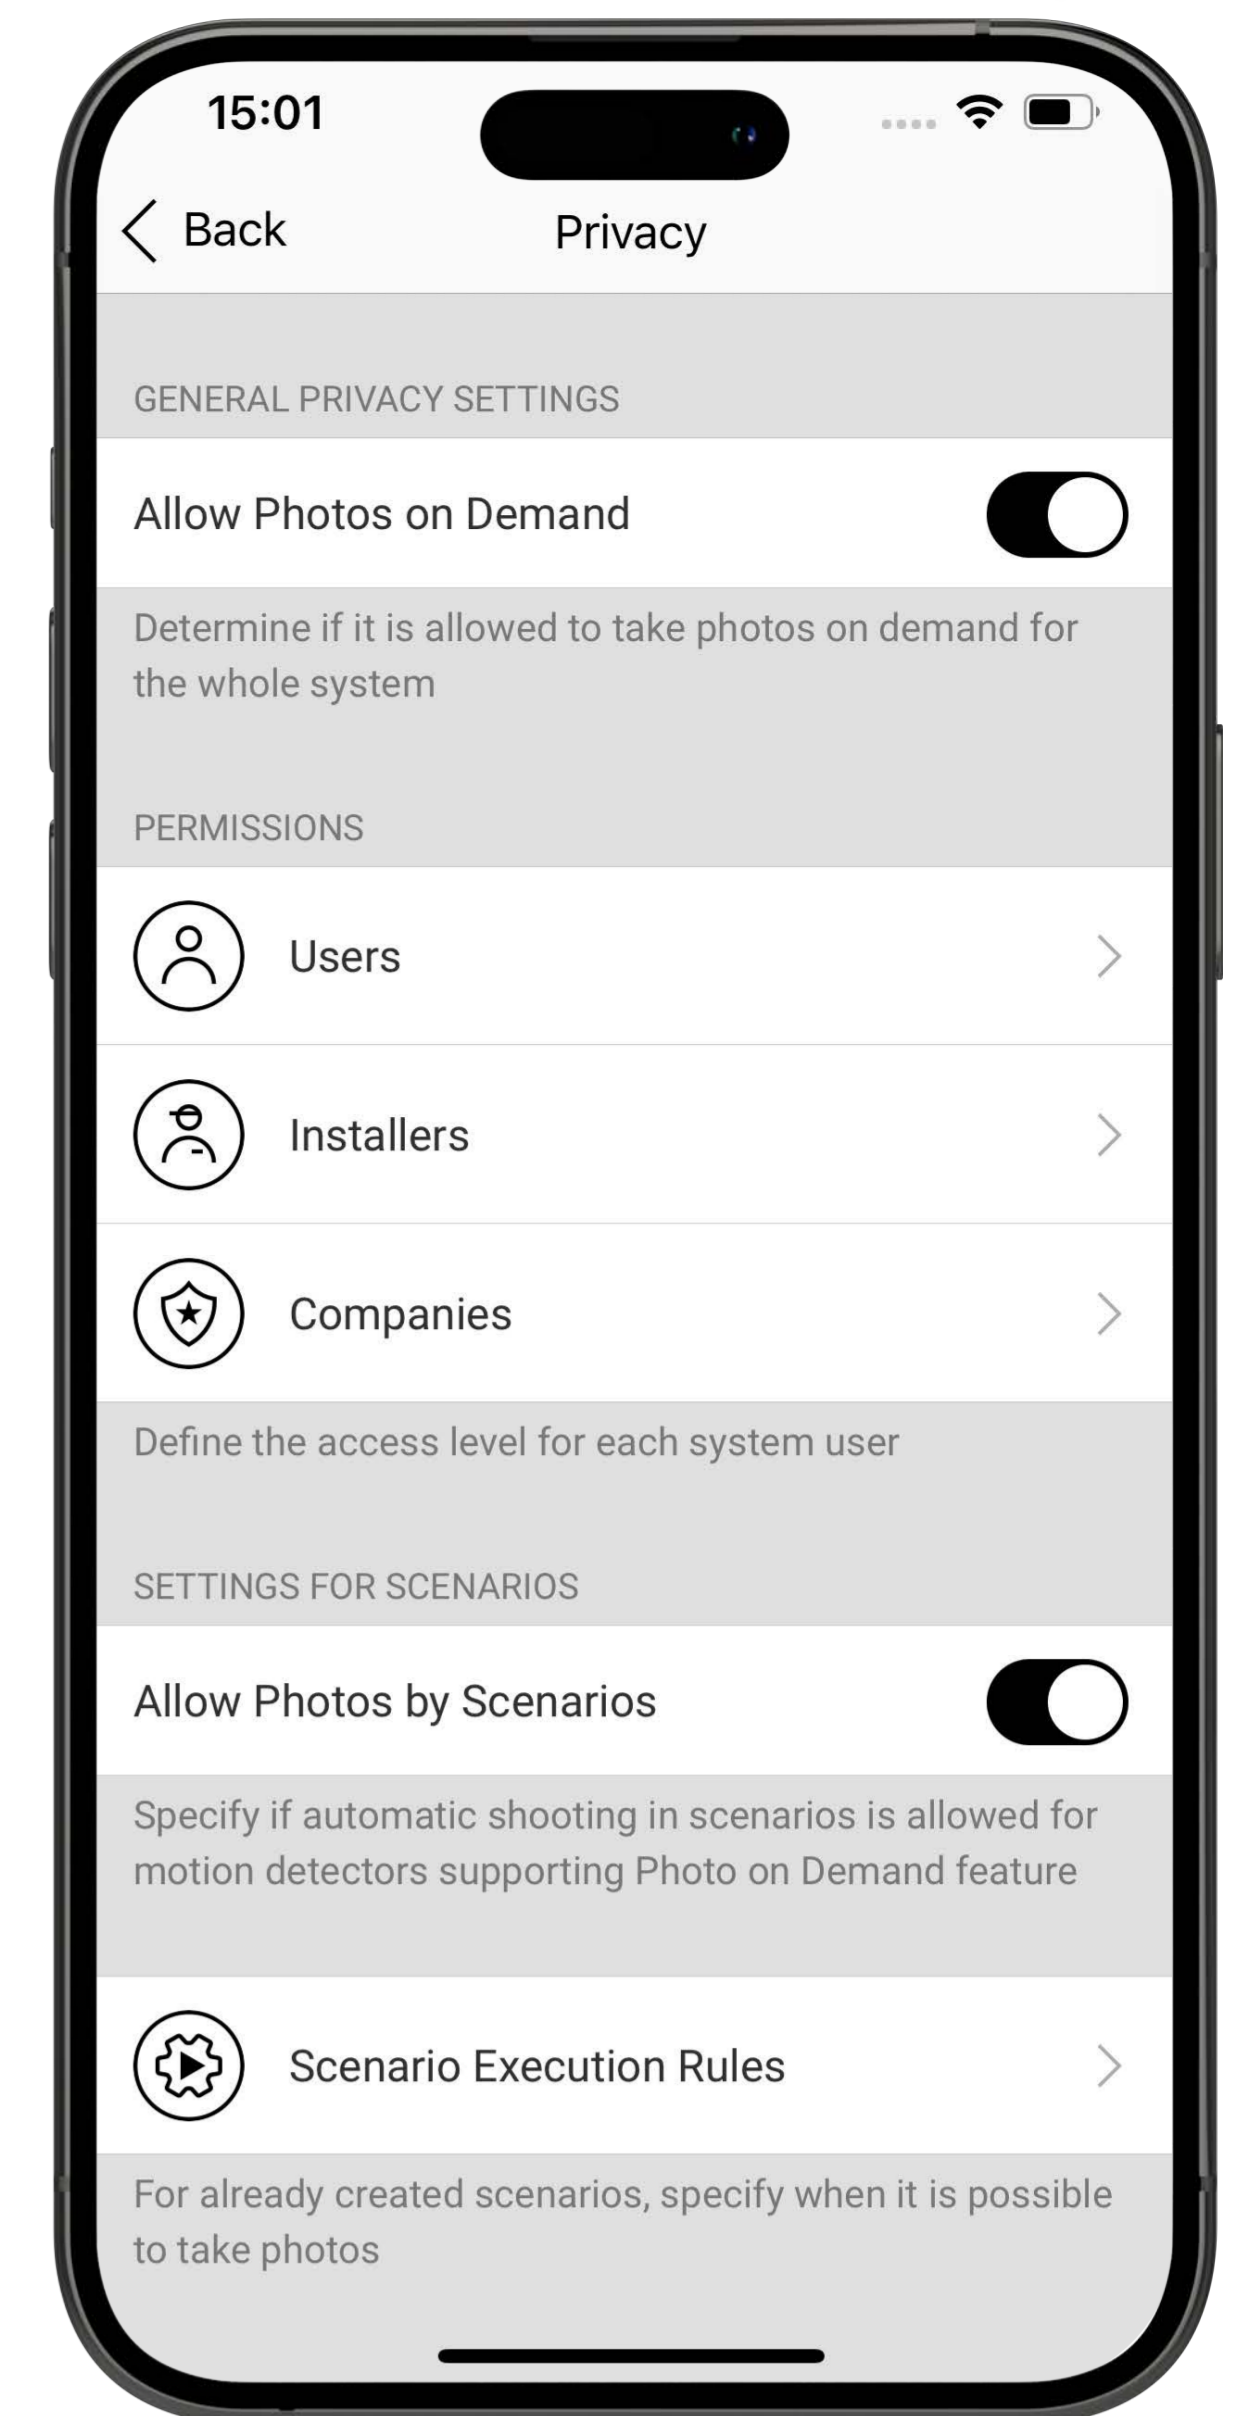 15:01
Back
Privacy
GENERAL PRIVACY SETTINGS
Allow Photos on Demand
Determine if it is allowed to take photos on demand for
the whole system
PERMISSIONS
Users
Installers
Companies
Define the access level for each system user
SETTINGS FOR SCENARIOS
Allow Photos by Scenarios
Specify if automatic shooting in scenarios is allowed for
motion detectors supporting Photo on Demand feature
Scenario Execution Rules
For already created scenarios, specify when it is possible
to take photos